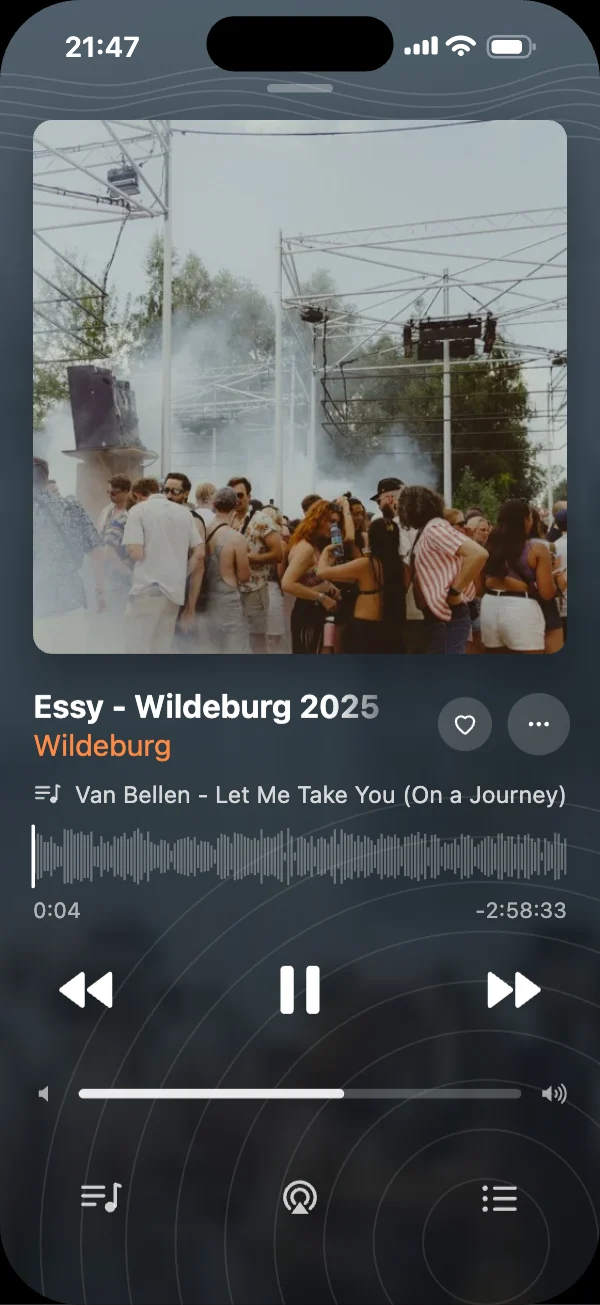 21:47
Essy - Wildeburg 2025
Wildeburg
Van Bellen - Let Me Take You (On a Journey)
0:04
-2:58:33